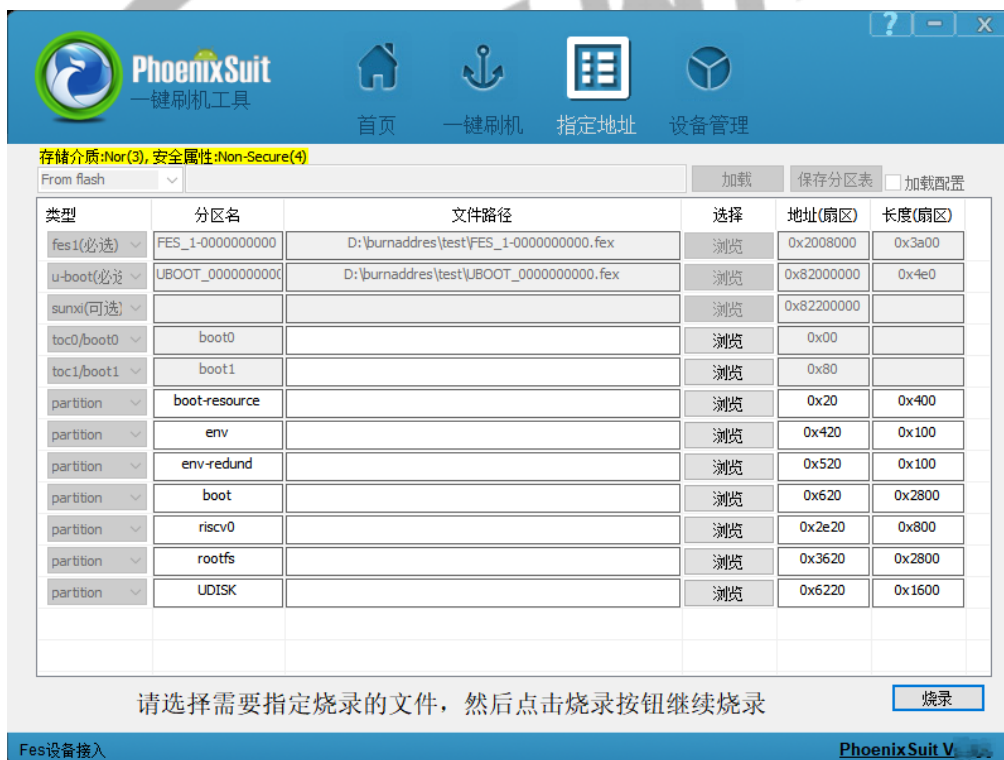 ? - X
PhoenixSuit
一键刷机工具
首页 一键刷机 指定地址 设备管理
存储介质:Nor(3), 安全属性:Non-Secure(4)
From flash 加载 保存分区表 加载配置
类型 分区名 文件路径 选择 地址(扇区) 长度(扇区)
fes1(必选) FES_1-0000000000 D:\burnaddres\test\FES_1-0000000000.fex 浏览 0x2008000 0x3a00
u-boot(必选 UBOOT_0000000000 D:\burnaddres\test\UBOOT_0000000000.fex 浏览 0x82000000 0x4e0
sunxi(可选) 浏览 0x82200000
toc0/boot0 boot0 浏览 0x00
toc1/boot1 boot1 浏览 0x80
partition boot-resource 浏览 0x20 0x400
partition env 浏览 0x420 0x100
partition env-redund 浏览 0x520 0x100
partition boot 浏览 0x620 0x2800
partition riscv0 浏览 0x2e20 0x800
partition rootfs 浏览 0x3620 0x2800
partition UDISK 浏览 0x6220 0x1600
请选择需要指定烧录的文件，然后点击烧录按钮继续烧录 烧录
Fes设备接入 PhoenixSuit V